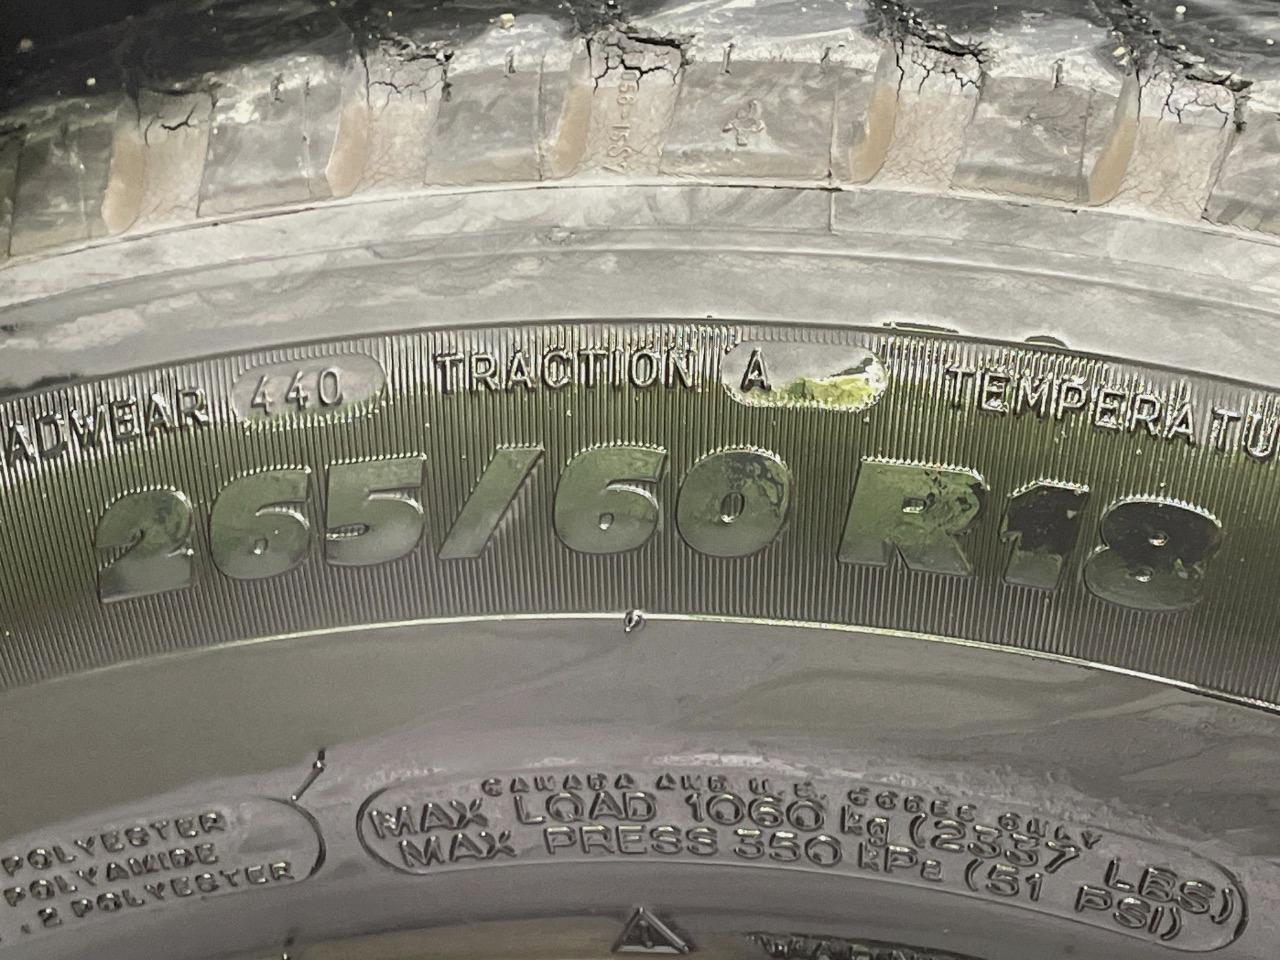 ADWEAR 440 TRACTION A TEMPERATU
265/60 R18
POLYESTER
POLYAMIDE
2 POLYESTER
CANADA AND U.S. CODES ONLY
MAX LOAD 1060 kg (2337 LBS)
MAX PRESS 350 kPa (51 PSI)